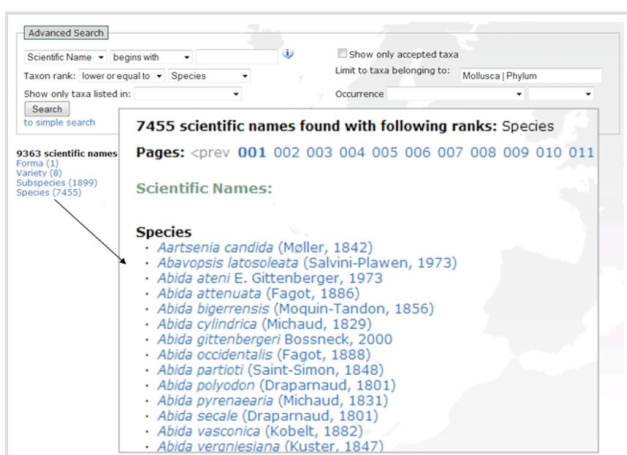 Advanced Search
Scientific Name begins with
Show only accepted taxa
Taxon rank: lower or equal to Species
Limit to taxa belonging to: Mollusca | Phylum
Show only taxa listed in:
Occurrence
Search
to simple search
9363 scientific names
Forma (1)
Variety (8)
Subspecies (1899)
Species (7455)
7455 scientific names found with following ranks: Species
Pages: <prev 001 002 003 004 005 006 007 008 009 010 011
Scientific Names:
Species
· Aartsenia candida (Møller, 1842)
· Abavopsis latosoleata (Salvini-Plawen, 1973)
· Abida ateni E. Gittenberger, 1973
· Abida attenuata (Fagot, 1886)
· Abida bigerrensis (Moquin-Tandon, 1856)
· Abida cylindrica (Michaud, 1829)
· Abida gittenbergeri Bossneck, 2000
· Abida occidentalis (Fagot, 1888)
· Abida partioti (Saint-Simon, 1848)
· Abida polyodon (Draparnaud, 1801)
· Abida pyrenaearia (Michaud, 1831)
· Abida secale (Draparnaud, 1801)
· Abida vasconica (Kobelt, 1882)
· Abida vergniesiana (Kuster, 1847)